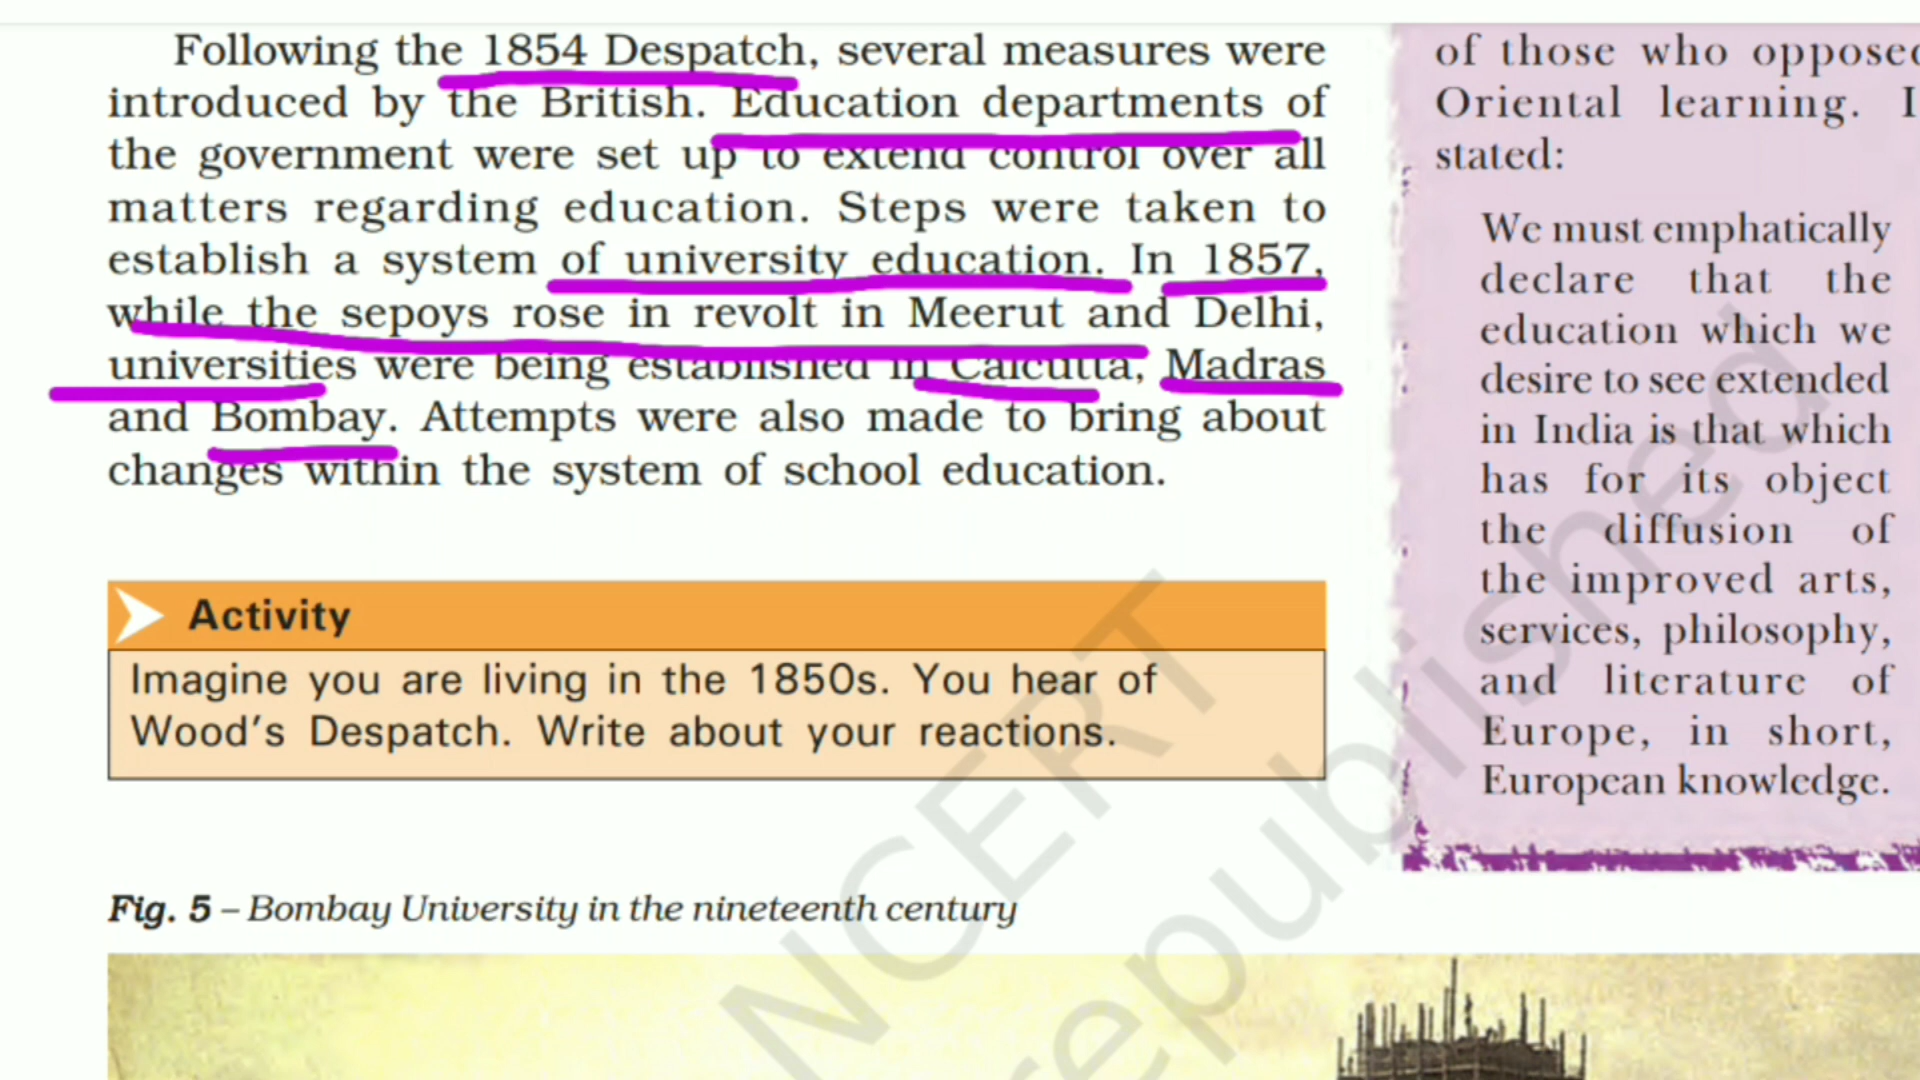 Following the 1854 Despatch, several measures were
introduced by the British. Education departments of
the government were set up to extend control over all
matters regarding education. Steps were taken to
establish a system of university education. In 1857,
while the sepoys rose in revolt in Meerut and Delhi,
universities were being established in Calcutta, Madras
and Bombay. Attempts were also made to bring about
changes within the system of school education.
Activity
Imagine you are living in the 1850s. You hear of
Wood's Despatch. Write about your reactions.
Fig. 5 – Bombay University in the nineteenth century
of those who opposed
Oriental learning. I
stated:
We must emphatically
declare that the
education which we
desire to see extended
in India is that which
has for its object
the diffusion of
the improved arts,
services, philosophy,
and literature of
Europe, in short,
European knowledge.
NCERT
republished